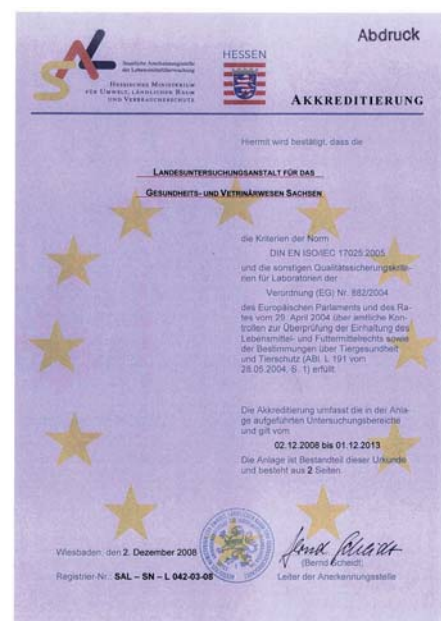 Abdruck
SAL
Staatliche Anerkennungsstelle
der Lebensmittelüberwachung
HESSISCHES MINISTERIUM
FÜR UMWELT, LÄNDLICHEN RAUM
UND VERBRAUCHERSCHUTZ
HESSEN
AKKREDITIERUNG
Hiermit wird bestätigt, dass die
LANDESUNTERSUCHUNGSANSTALT FÜR DAS
GESUNDHEITS- UND VETRINÄRWESEN SACHSEN
die Kriterien der Norm
DIN EN ISO/IEC 17025:2005
und die sonstigen Qualitätssicherungskrite-
rien für Laboratorien der
Verordnung (EG) Nr. 882/2004
des Europäischen Parlaments und des Ra-
tes vom 29. April 2004 über amtliche Kon-
trollen zur Überprüfung der Einhaltung des
Lebensmittel- und Futtermittelrechts sowie
der Bestimmungen über Tiergesundheit
und Tierschutz (ABl. L 191 vom
28.05.2004, S. 1) erfüllt.
Die Akkreditierung umfasst die in der Anla-
ge aufgeführten Untersuchungsbereiche
und gilt vom
02.12.2008 bis 01.12.2013
Die Anlage ist Bestandteil dieser Urkunde
und besteht aus 2 Seiten.
Wiesbaden, den 2. Dezember 2008
Bernd Scheidt
(Bernd Scheidt)
Registrier-Nr.: SAL – SN – L 042-03-08
Leiter der Anerkennungsstelle